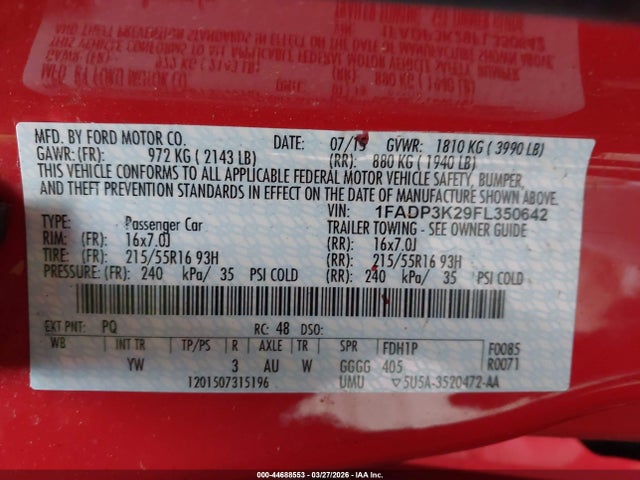 MFD. BY FORD MOTOR CO. DATE: 07/15 GVWR: 1810 KG ( 3990 LB)
GAWR: (FR): 972 KG ( 2143 LB) (RR): 880 KG ( 1940 LB)
THIS VEHICLE CONFORMS TO ALL APPLICABLE FEDERAL MOTOR VEHICLE SAFETY, BUMPER,
AND THEFT PREVENTION STANDARDS IN EFFECT ON THE DATE OF MANUFACTURE SHOWN ABOVE.
VIN: 1FADP3K29FL350642
TYPE: Passenger Car TRAILER TOWING - SEE OWNER GUIDE
RIM: (FR): 16x7.0J (RR): 16x7.0J
TIRE: (FR): 215/55R16 93H (RR): 215/55R16 93H
PRESSURE: (FR): 240 kPa/ 35 PSI COLD (RR): 240 kPa/ 35 PSI COLD
EXT PNT: PQ RC: 48 DSO:
WB INT TR TP/PS R AXLE TR SPR FDH1P F0085
YW 3 AU W GGGG 405 R0071
1201507315196 UMU ▽5U5A-3520472-AA
000-44688553 | 03/27/2026 | IAA Inc.